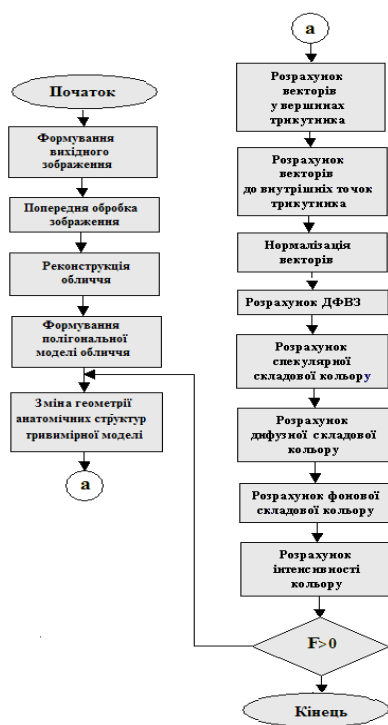 Початок
Формування
вихідного
зображення
Попередня обробка
зображення
Реконструкція
обличчя
Формування
полігональної
моделі обличчя
Зміна геометрії
анатомічних структур
тривимірної моделі
а
а
Розрахунок
векторів
у вершинах
трикутника
Розрахунок
векторів
до внутрішніх точок
трикутника
Нормалізація
векторів
Розрахунок ДФВЗ
Розрахунок
спекулярної
складової кольору
Розрахунок
дифузної складової
кольору
Розрахунок фонової
складової кольору
Розрахунок
інтенсивності
кольору
F>0
Кінець